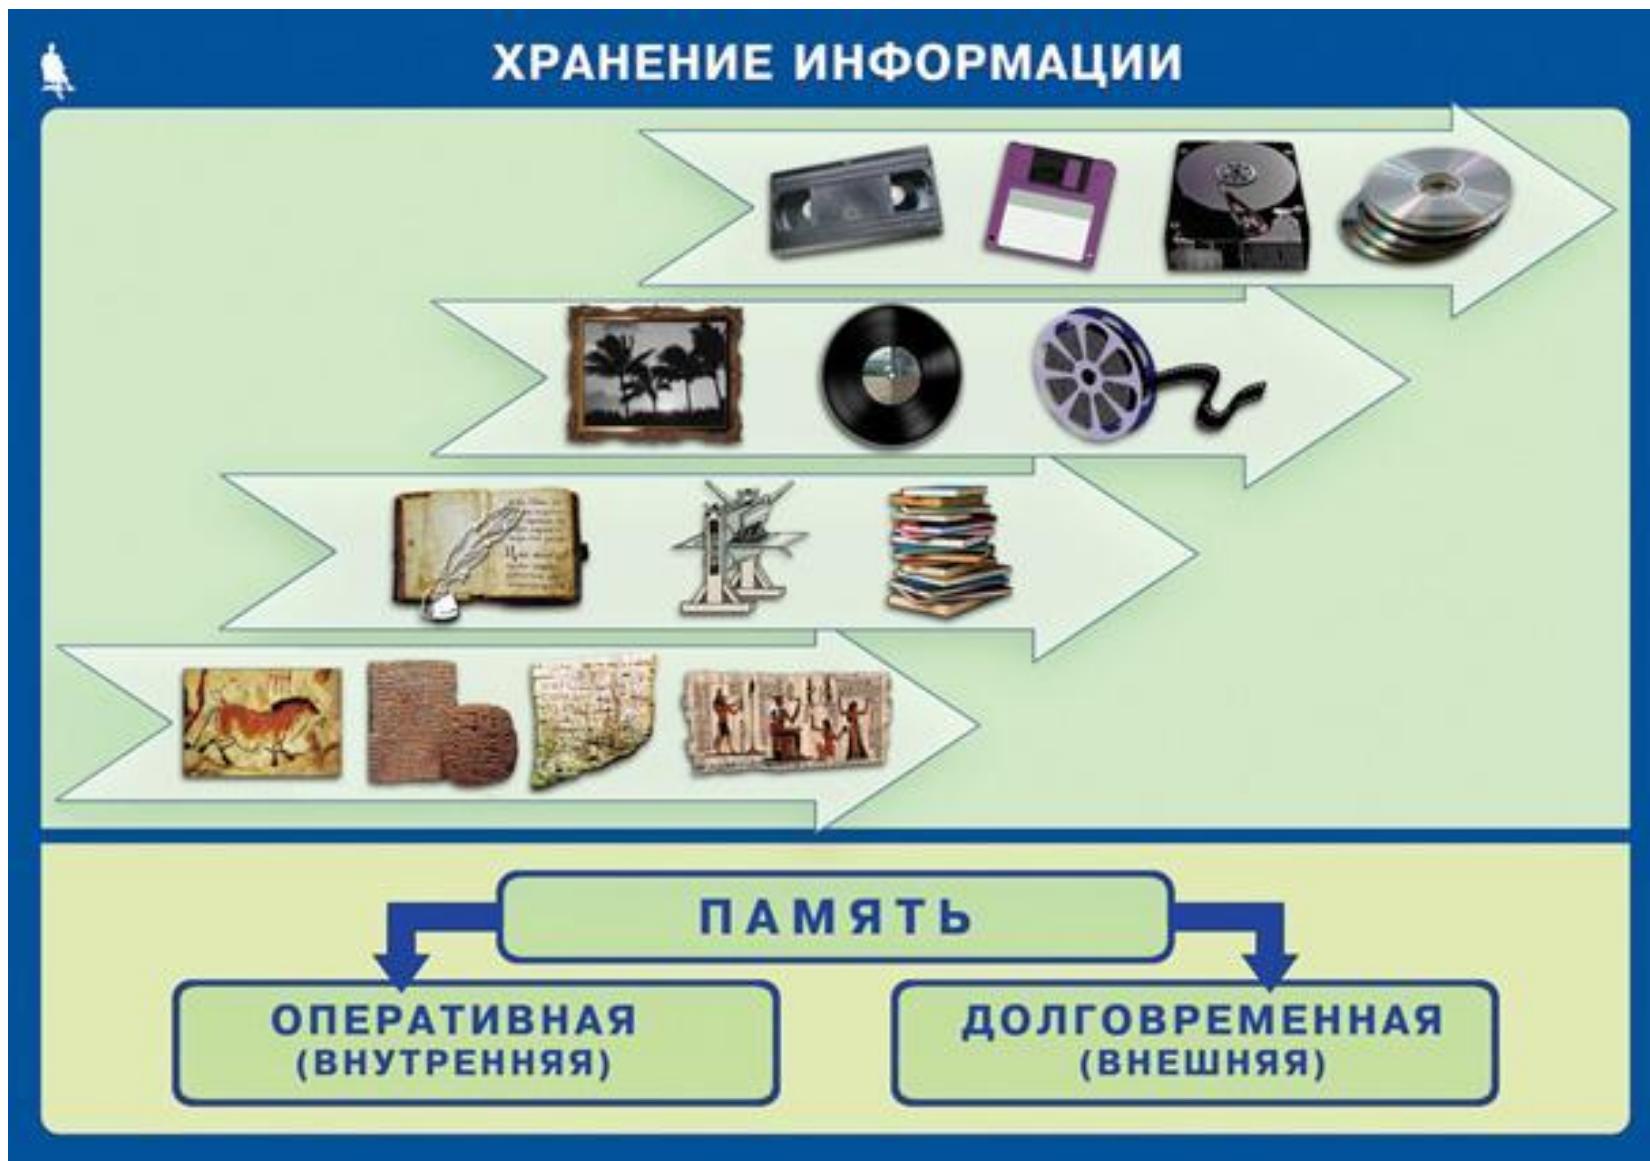 ХРАНЕНИЕ ИНФОРМАЦИИ
ПАМЯТЬ
ОПЕРАТИВНАЯ
(ВНУТРЕННЯЯ)
ДОЛГОВРЕМЕННАЯ
(ВНЕШНЯЯ)